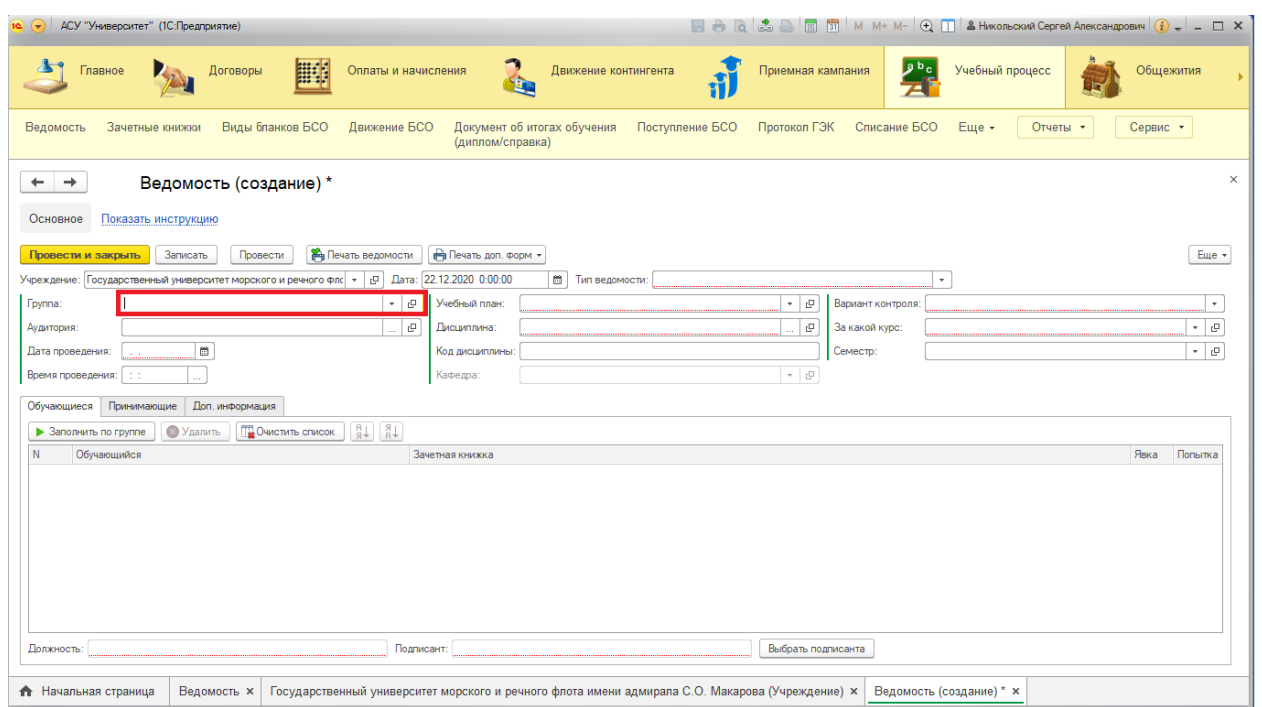 АСУ "Университет" (1С:Предприятие) M M+ M- Никольский Сергей Александрович
Главное Договоры Оплаты и начисления Движение контингента Приемная кампания Учебный процесс Общежития
Ведомость Зачетные книжки Виды бланков БСО Движение БСО Документ об итогах обучения (диплом/справка) Поступление БСО Протокол ГЭК Списание БСО Еще Отчеты Сервис
Ведомость (создание) *
Основное Показать инструкцию
Провести и закрыть Записать Провести Печать ведомости Печать доп. форм Еще
Учреждение: Государственный университет морского и речного флс Дата: 22.12.2020 0:00:00 Тип ведомости:
Группа: Учебный план: Вариант контроля:
Аудитория: ... Дисциплина: ... За какой курс:
Дата проведения: . . Код дисциплины: Семестр:
Время проведения: : : ... Кафедра:
Обучающиеся Принимающие Доп. информация
Заполнить по группе Удалить Очистить список
N Обучающийся Зачетная книжка Явка Попытка
Должность: Подписант: Выбрать подписанта
Начальная страница Ведомость × Государственный университет морского и речного флота имени адмирала С.О. Макарова (Учреждение) × Ведомость (создание) * ×